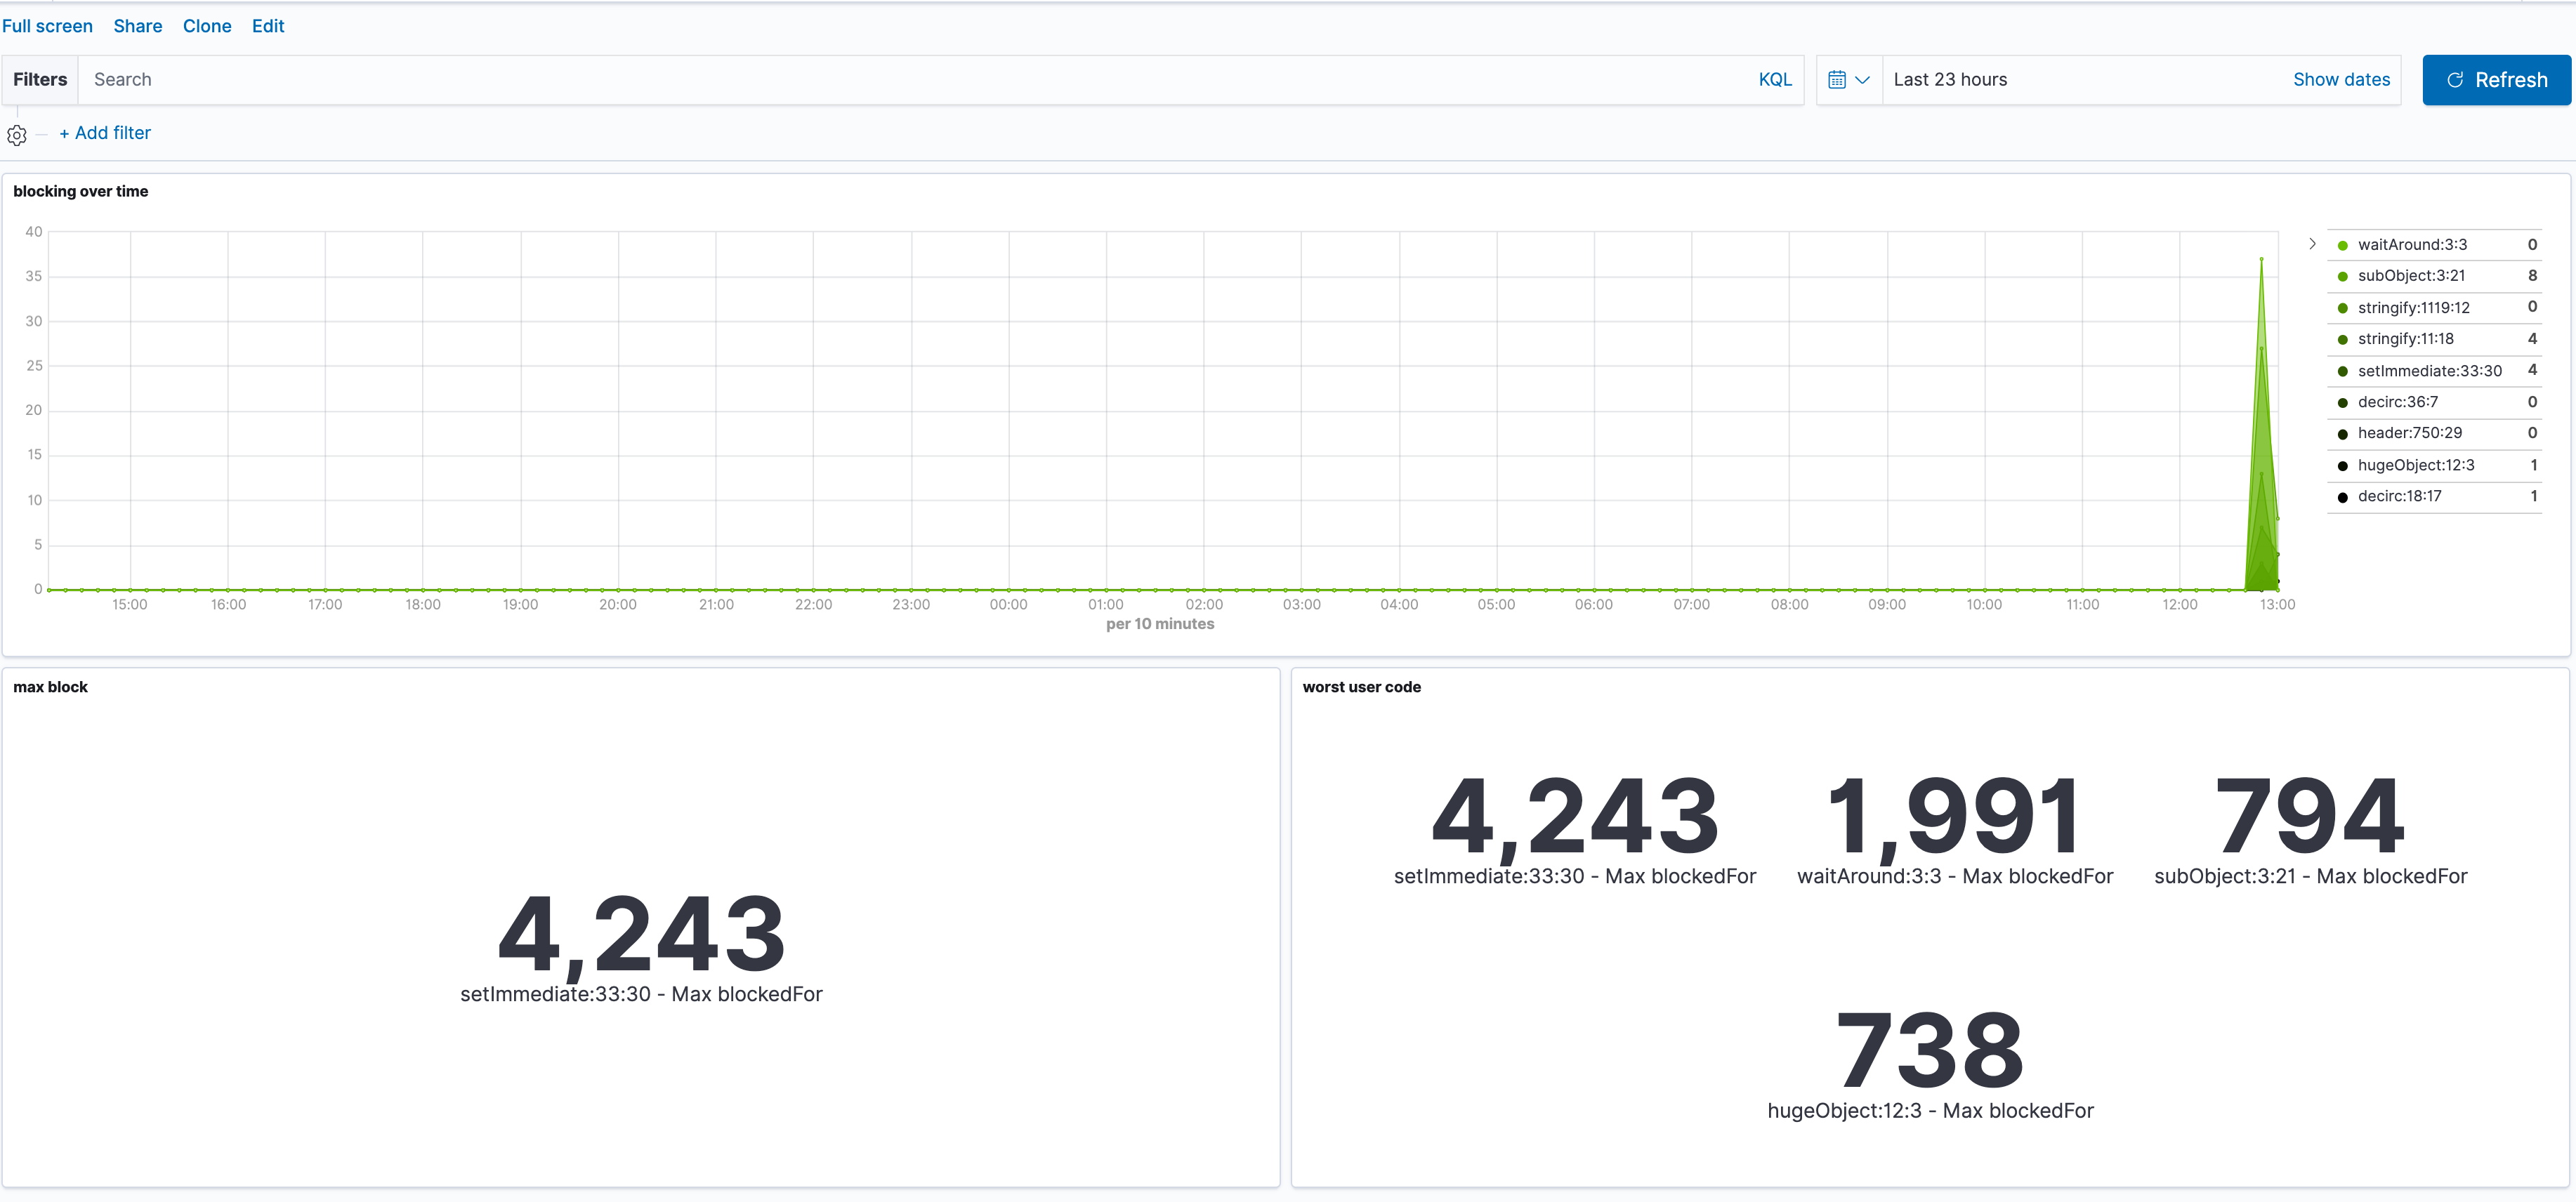 Full screen Share Clone Edit
Filters Search KQL Last 23 hours Show dates Refresh
+ Add filter
blocking over time
40
35
30
25
20
15
10
5
0
15:00 16:00 17:00 18:00 19:00 20:00 21:00 22:00 23:00 00:00 01:00 02:00 03:00 04:00 05:00 06:00 07:00 08:00 09:00 10:00 11:00 12:00 13:00
per 10 minutes
waitAround:3:3 0
subObject:3:21 8
stringify:1119:12 0
stringify:11:18 4
setImmediate:33:30 4
decirc:36:7 0
header:750:29 0
hugeObject:12:3 1
decirc:18:17 1
max block
4,243
setImmediate:33:30 - Max blockedFor
worst user code
4,243 1,991 794
setImmediate:33:30 - Max blockedFor waitAround:3:3 - Max blockedFor subObject:3:21 - Max blockedFor
738
hugeObject:12:3 - Max blockedFor